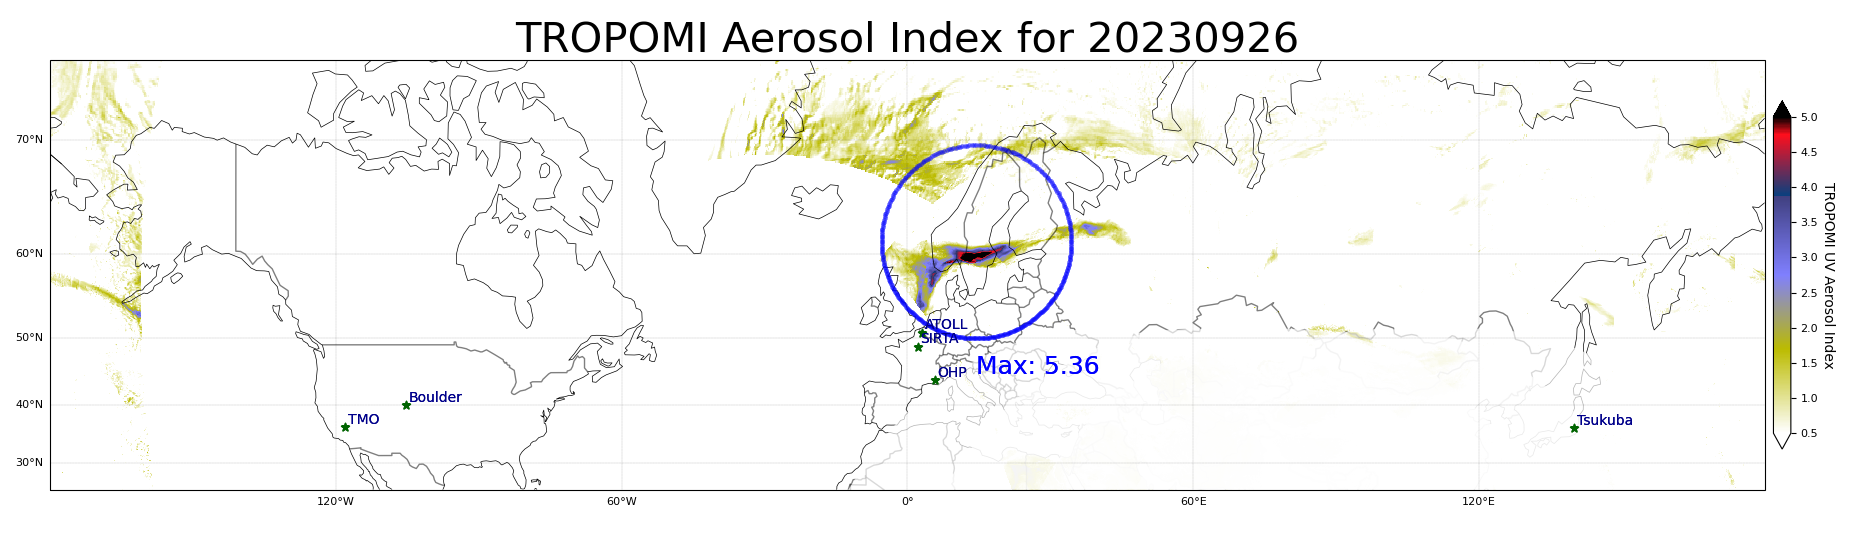 TROPOMI Aerosol Index for 20230926
70°N
60°N
50°N
40°N
30°N
120°W
60°W
0°
60°E
120°E
ATOLL
SIRTA
OHP
Max: 5.36
Boulder
TMO
Tsukuba
5.0
4.5
4.0
3.5
3.0
2.5
2.0
1.5
1.0
0.5
TROPOMI UV Aerosol Index